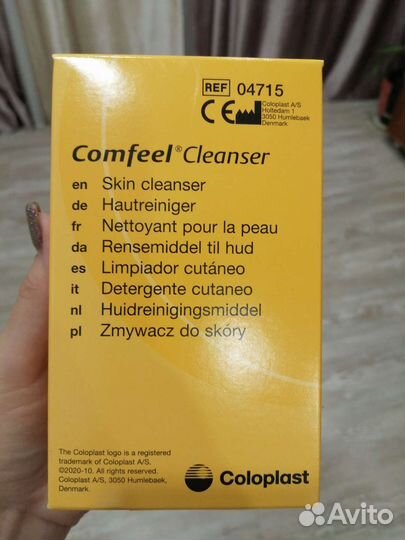 REF 04715
CE
Coloplast A/S
Holtedam 1
3050 Humlebaek
Denmark
Comfeel® Cleanser
en Skin cleanser
de Hautreiniger
fr Nettoyant pour la peau
da Rensemiddel til hud
es Limpiador cutáneo
it Detergente cutaneo
nl Huidreinigingsmiddel
pl Zmywacz do skóry
The Coloplast logo is a registered
trademark of Coloplast A/S.
©2020-10. All rights reserved.
Coloplast A/S, 3050 Humlebaek,
Denmark.
Coloplast
Avito